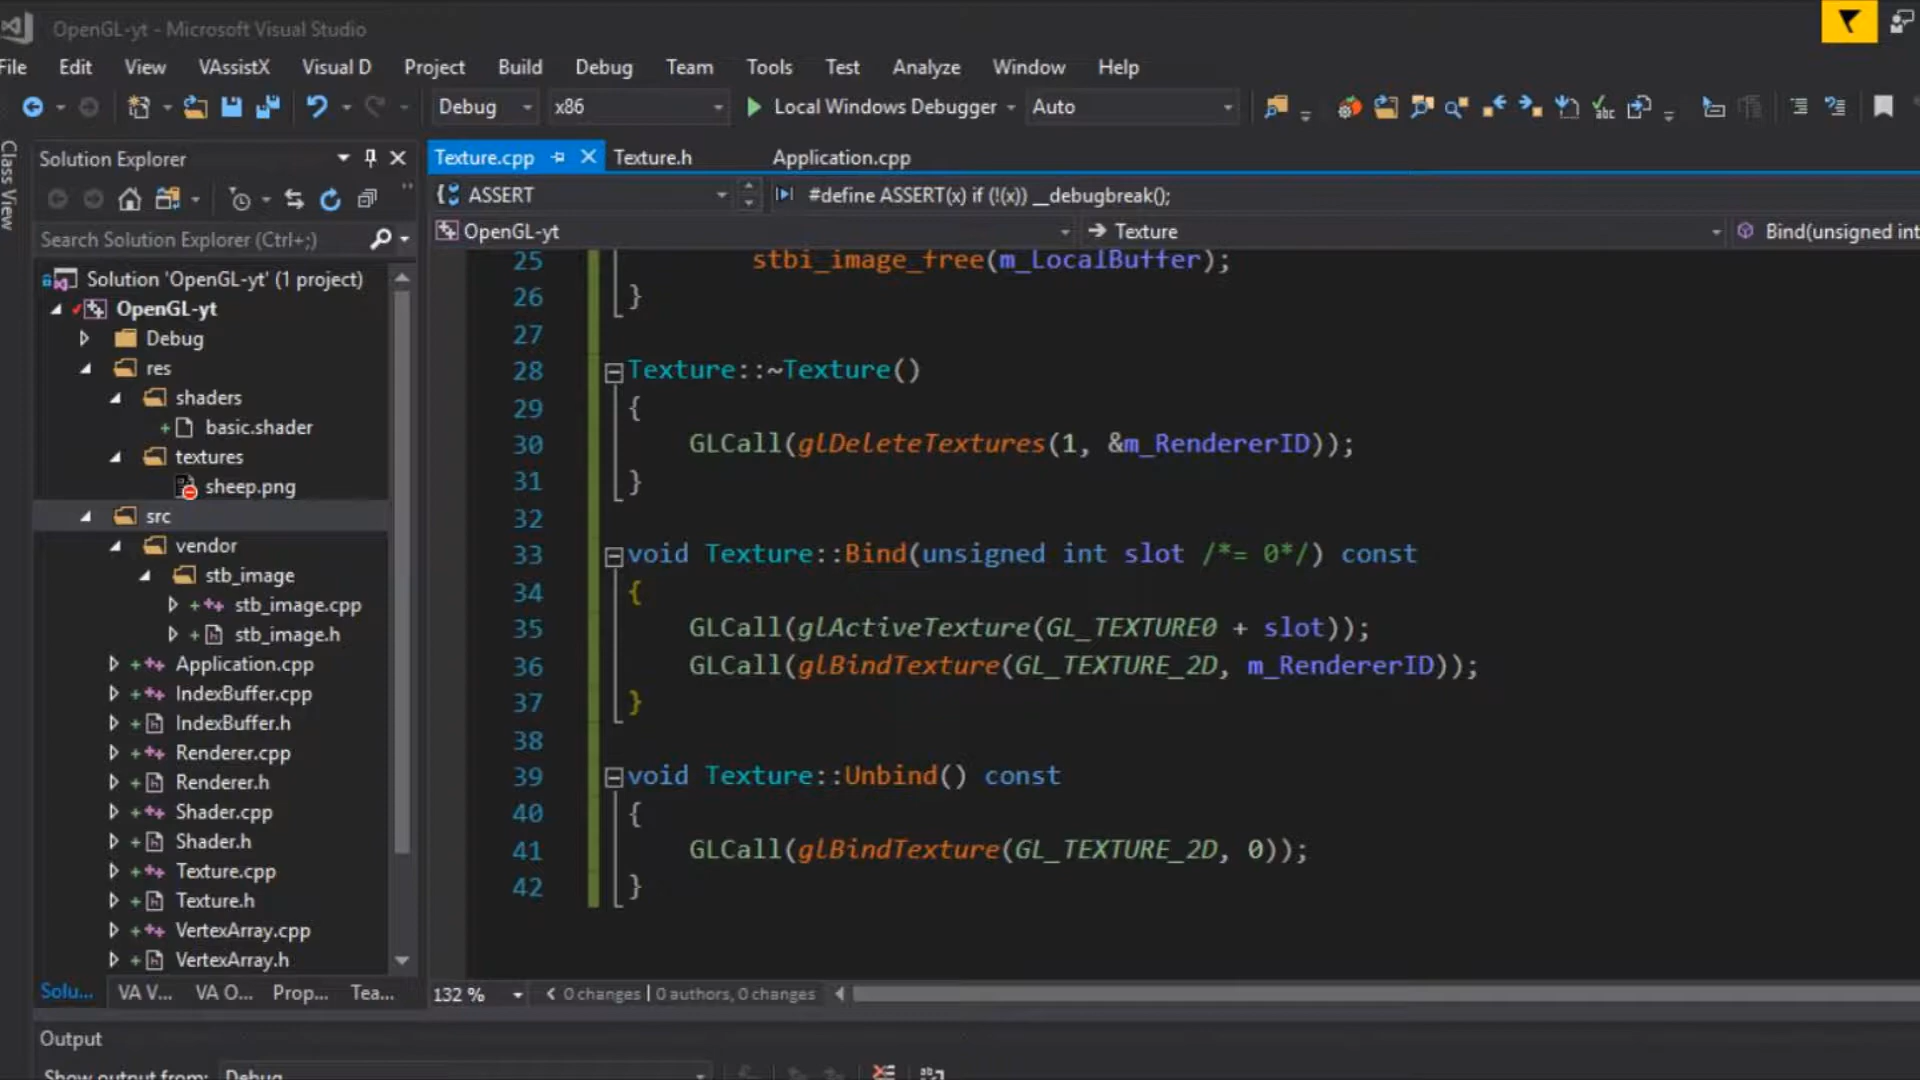 OpenGL-yt - Microsoft Visual Studio
File Edit View VAssistX Visual D Project Build Debug Team Tools Test Analyze Window Help
Debug x86 Local Windows Debugger Auto
Class View
Solution Explorer
Texture.cpp Texture.h Application.cpp
{ ASSERT #define ASSERT(x) if (!(x)) __debugbreak();
Search Solution Explorer (Ctrl+;)
OpenGL-yt Texture Bind(unsigned int
Solution 'OpenGL-yt' (1 project)
OpenGL-yt
Debug
res
shaders
basic.shader
textures
sheep.png
src
vendor
stb_image
stb_image.cpp
stb_image.h
Application.cpp
IndexBuffer.cpp
IndexBuffer.h
Renderer.cpp
Renderer.h
Shader.cpp
Shader.h
Texture.cpp
Texture.h
VertexArray.cpp
VertexArray.h
Solu... VA V... VA O... Prop... Tea...
25 stbi_image_free(m_LocalBuffer);
26 }
27
28 Texture::~Texture()
29 {
30 GLCall(glDeleteTextures(1, &m_RendererID));
31 }
32
33 void Texture::Bind(unsigned int slot /*= 0*/) const
34 {
35 GLCall(glActiveTexture(GL_TEXTURE0 + slot));
36 GLCall(glBindTexture(GL_TEXTURE_2D, m_RendererID));
37 }
38
39 void Texture::Unbind() const
40 {
41 GLCall(glBindTexture(GL_TEXTURE_2D, 0));
42 }
132 % 0 changes | 0 authors, 0 changes
Output
Show output from: Debug